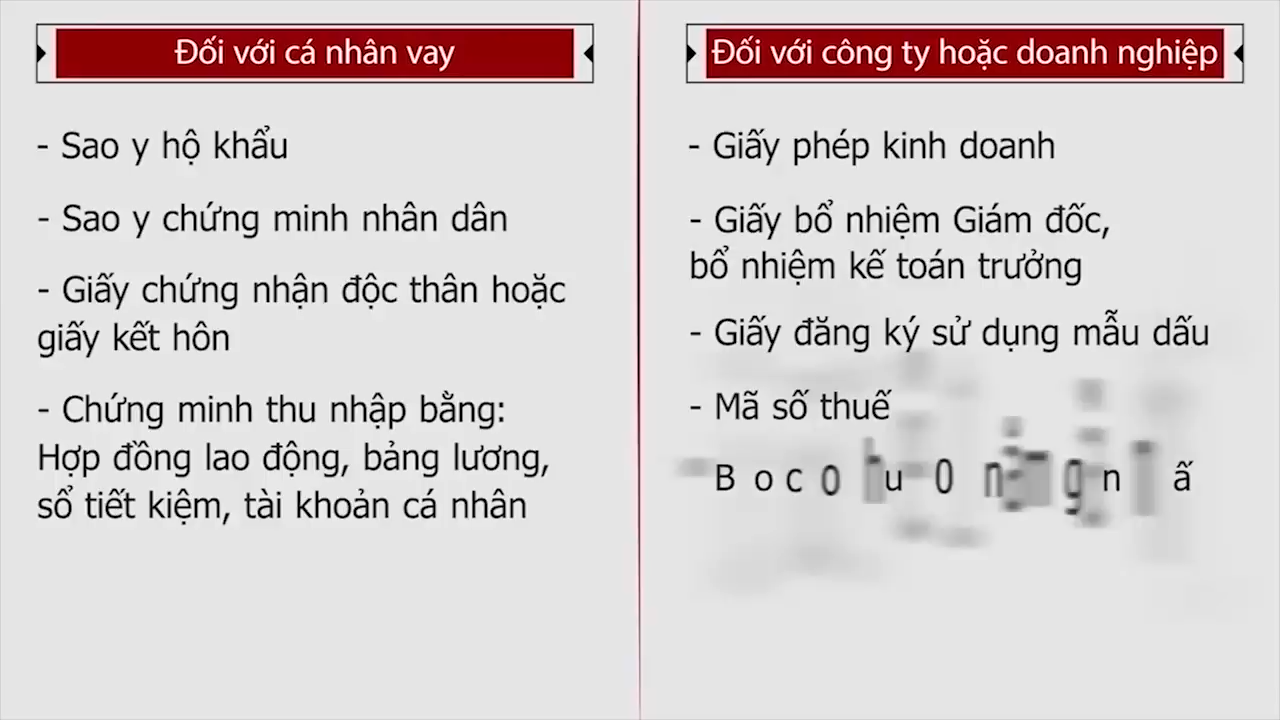 Đối với cá nhân vay
- Sao y hộ khẩu
- Sao y chứng minh nhân dân
- Giấy chứng nhận độc thân hoặc
giấy kết hôn
- Chứng minh thu nhập bằng:
Hợp đồng lao động, bảng lương,
sổ tiết kiệm, tài khoản cá nhân
Đối với công ty hoặc doanh nghiệp
- Giấy phép kinh doanh
- Giấy bổ nhiệm Giám đốc,
bổ nhiệm kế toán trưởng
- Giấy đăng ký sử dụng mẫu dấu
- Mã số thuế